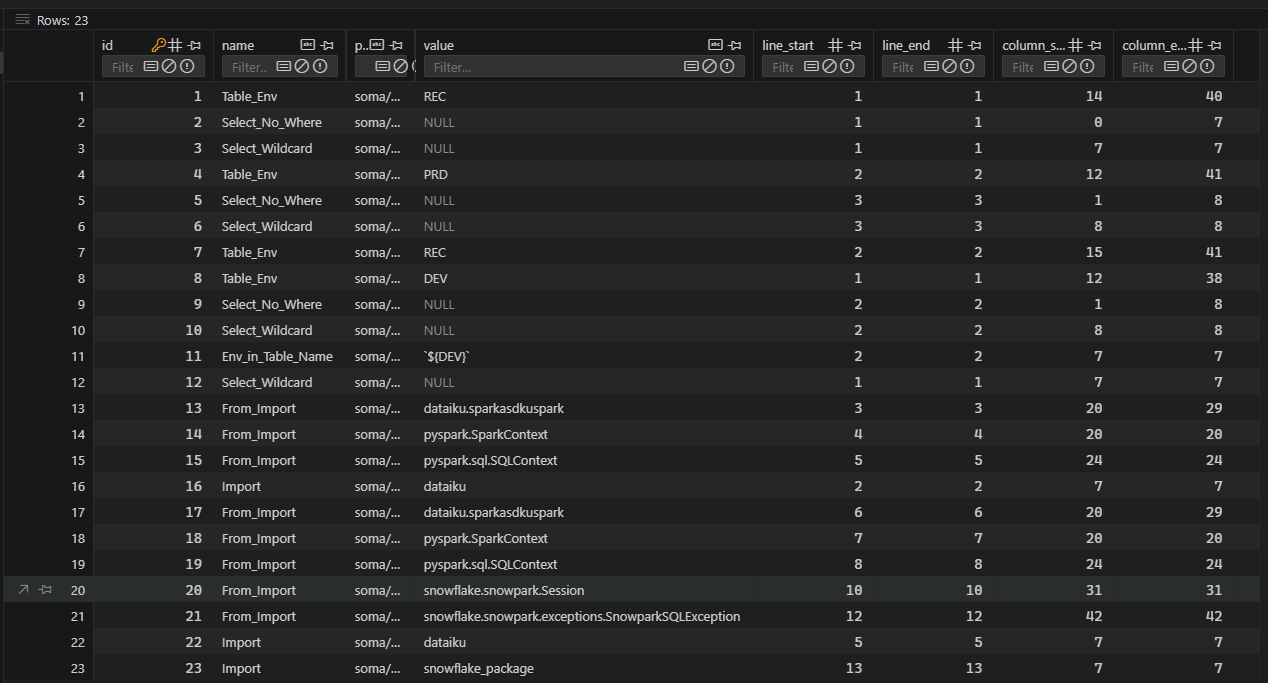 Rows: 23
id name p.. value line_start line_end column_s... column_e...
Filte Filter.. Filter... Filte Filte Filte Filte
1 1 Table_Env soma/... REC 1 1 14 40
2 2 Select_No_Where soma/... NULL 1 1 0 7
3 3 Select_Wildcard soma/... NULL 1 1 7 7
4 4 Table_Env soma/... PRD 2 2 12 41
5 5 Select_No_Where soma/... NULL 3 3 1 8
6 6 Select_Wildcard soma/... NULL 3 3 8 8
7 7 Table_Env soma/... REC 2 2 15 41
8 8 Table_Env soma/... DEV 1 1 12 38
9 9 Select_No_Where soma/... NULL 2 2 1 8
10 10 Select_Wildcard soma/... NULL 2 2 8 8
11 11 Env_in_Table_Name soma/... `${DEV}` 2 2 7 7
12 12 Select_Wildcard soma/... NULL 1 1 7 7
13 13 From_Import soma/... dataiku.sparkasdkuspark 3 3 20 29
14 14 From_Import soma/... pyspark.SparkContext 4 4 20 20
15 15 From_Import soma/... pyspark.sql.SQLContext 5 5 24 24
16 16 Import soma/... dataiku 2 2 7 7
17 17 From_Import soma/... dataiku.sparkasdkuspark 6 6 20 29
18 18 From_Import soma/... pyspark.SparkContext 7 7 20 20
19 19 From_Import soma/... pyspark.sql.SQLContext 8 8 24 24
20 20 From_Import soma/... snowflake.snowpark.Session 10 10 31 31
21 21 From_Import soma/... snowflake.snowpark.exceptions.SnowparkSQLException 12 12 42 42
22 22 Import soma/... dataiku 5 5 7 7
23 23 Import soma/... snowflake_package 13 13 7 7